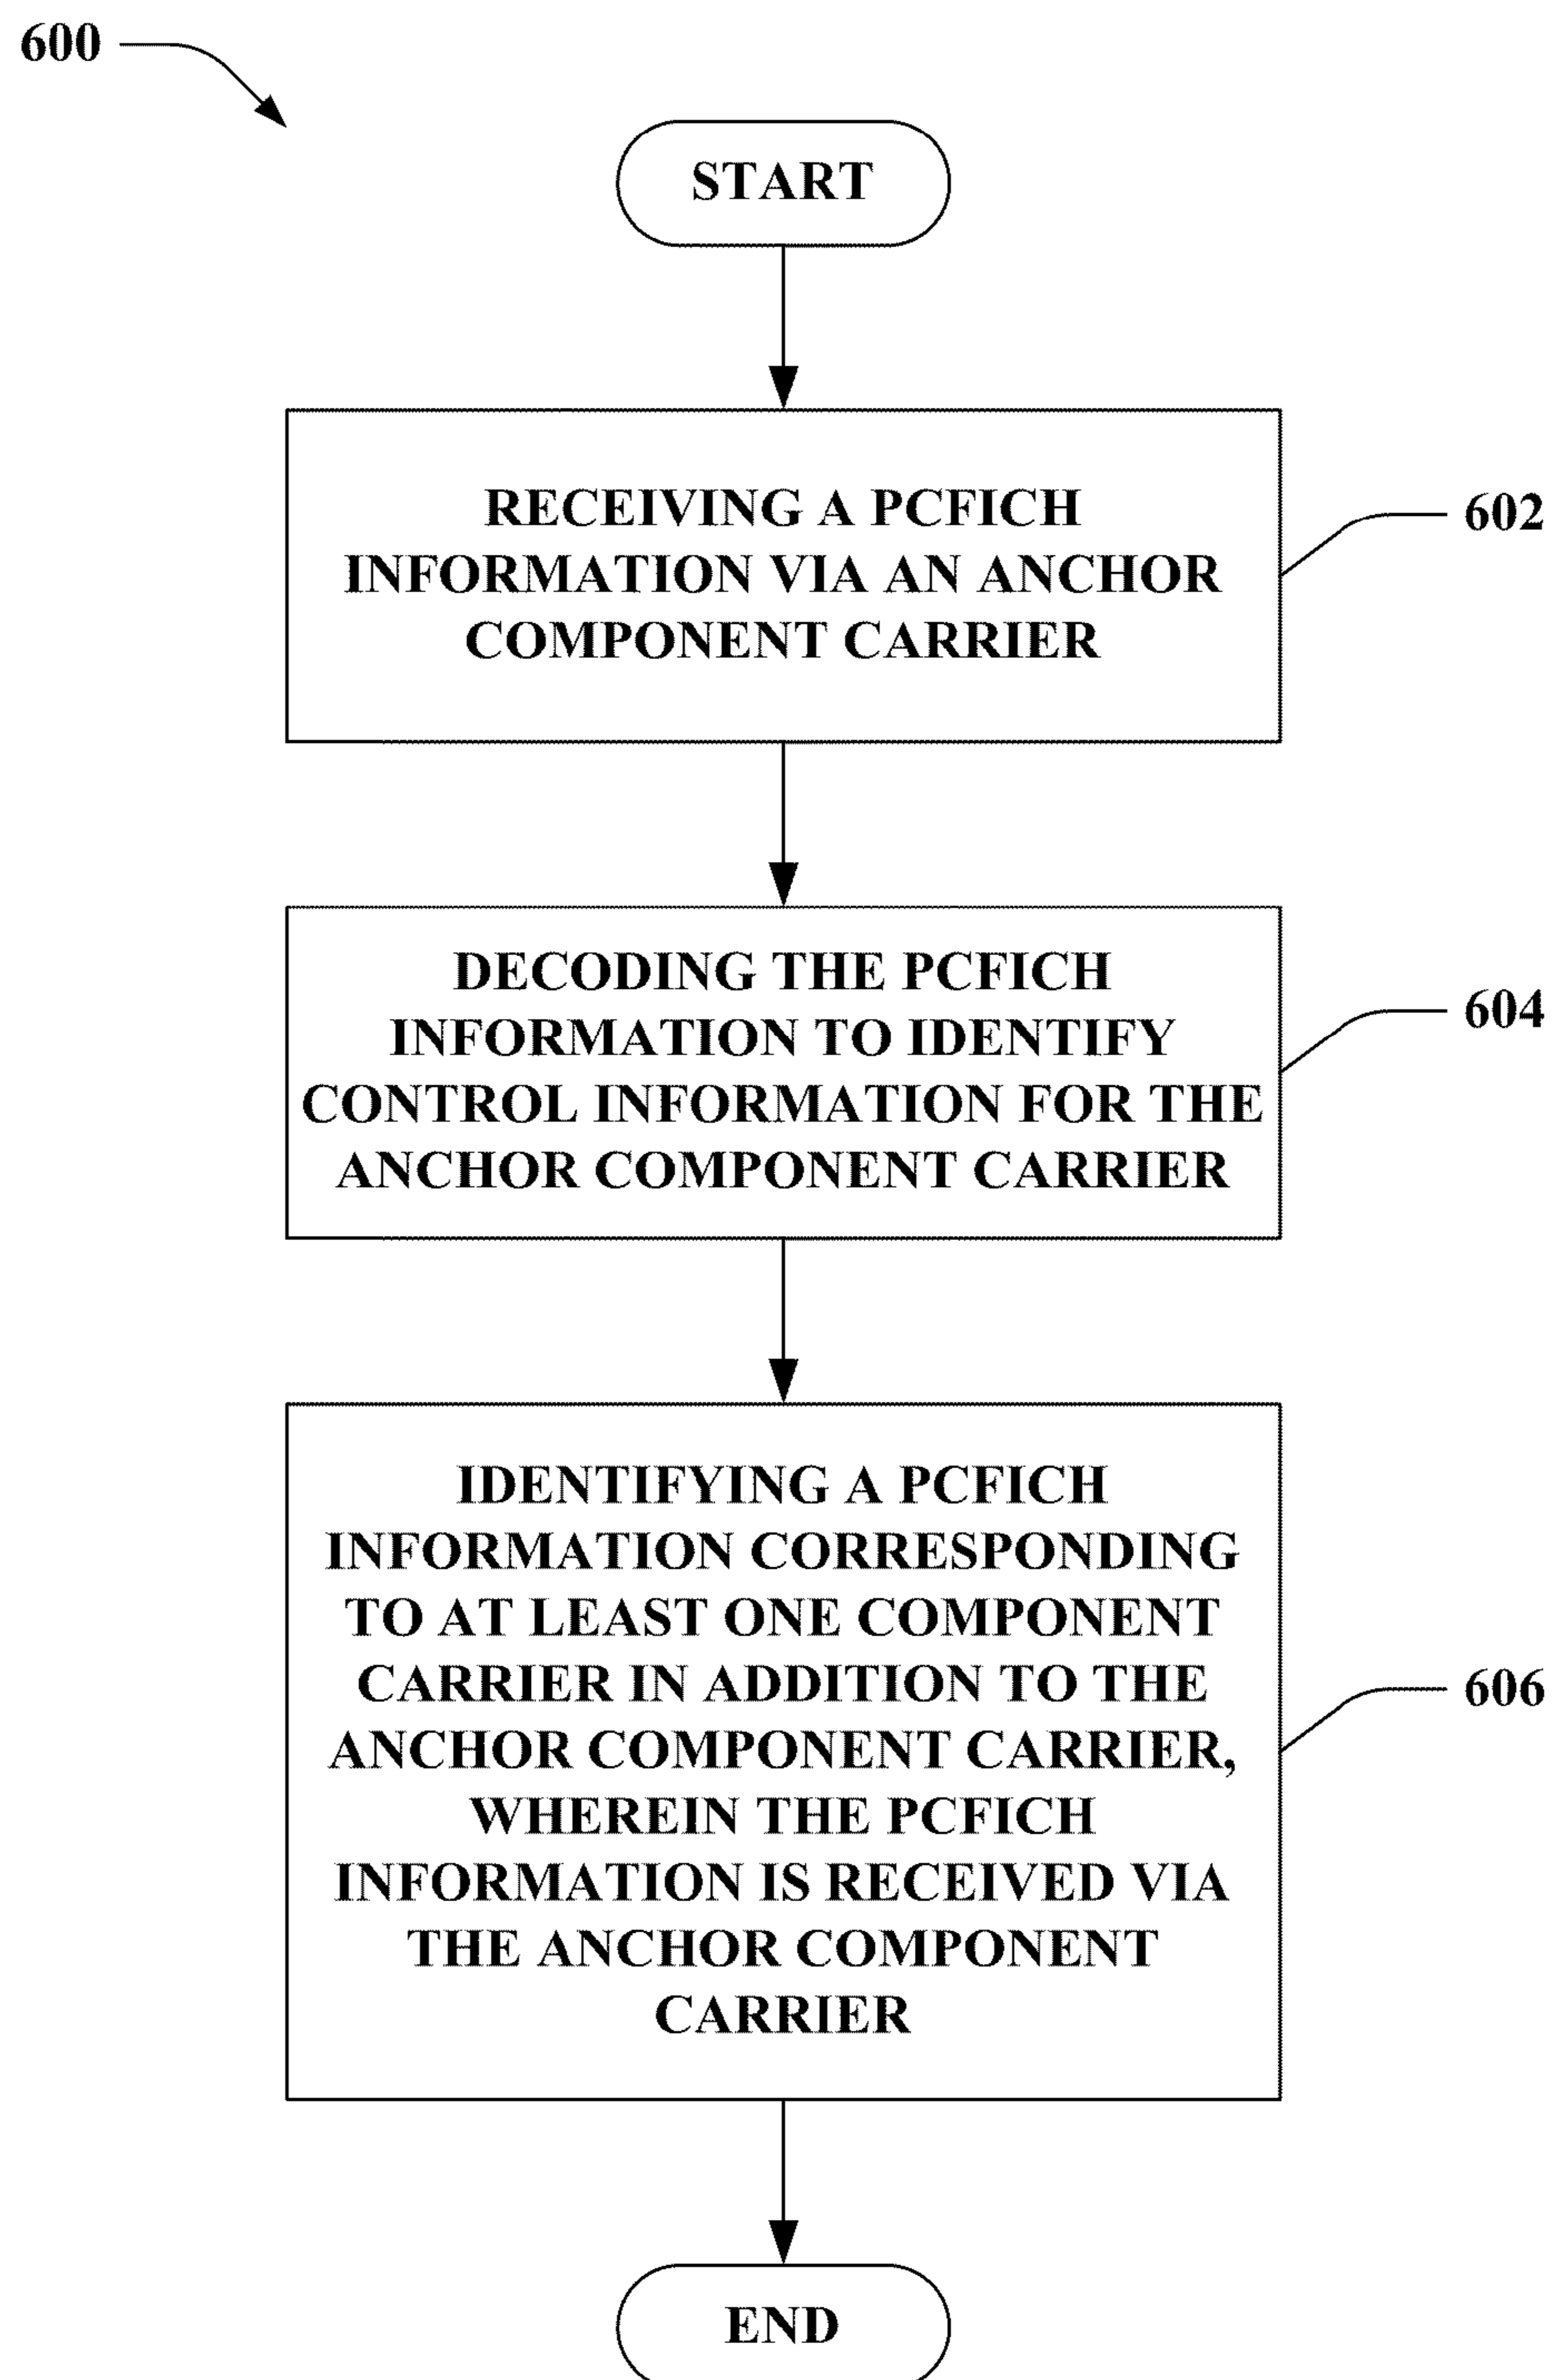 600
START
RECEIVING A PCFICH
INFORMATION VIA AN ANCHOR
COMPONENT CARRIER
602
DECODING THE PCFICH
INFORMATION TO IDENTIFY
CONTROL INFORMATION FOR THE
ANCHOR COMPONENT CARRIER
604
IDENTIFYING A PCFICH
INFORMATION CORRESPONDING
TO AT LEAST ONE COMPONENT
CARRIER IN ADDITION TO THE
ANCHOR COMPONENT CARRIER,
WHEREIN THE PCFICH
INFORMATION IS RECEIVED VIA
THE ANCHOR COMPONENT
CARRIER
606
END